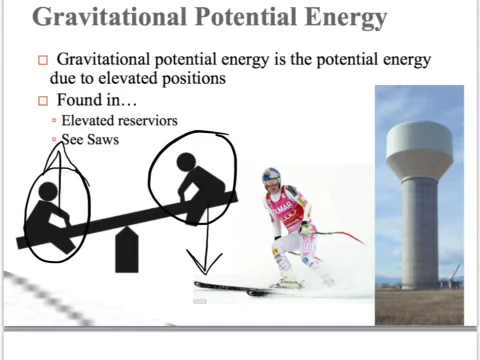 Gravitational Potential Energy
Gravitational potential energy is the potential energy
due to elevated positions
Found in…
Elevated reserviors
See Saws